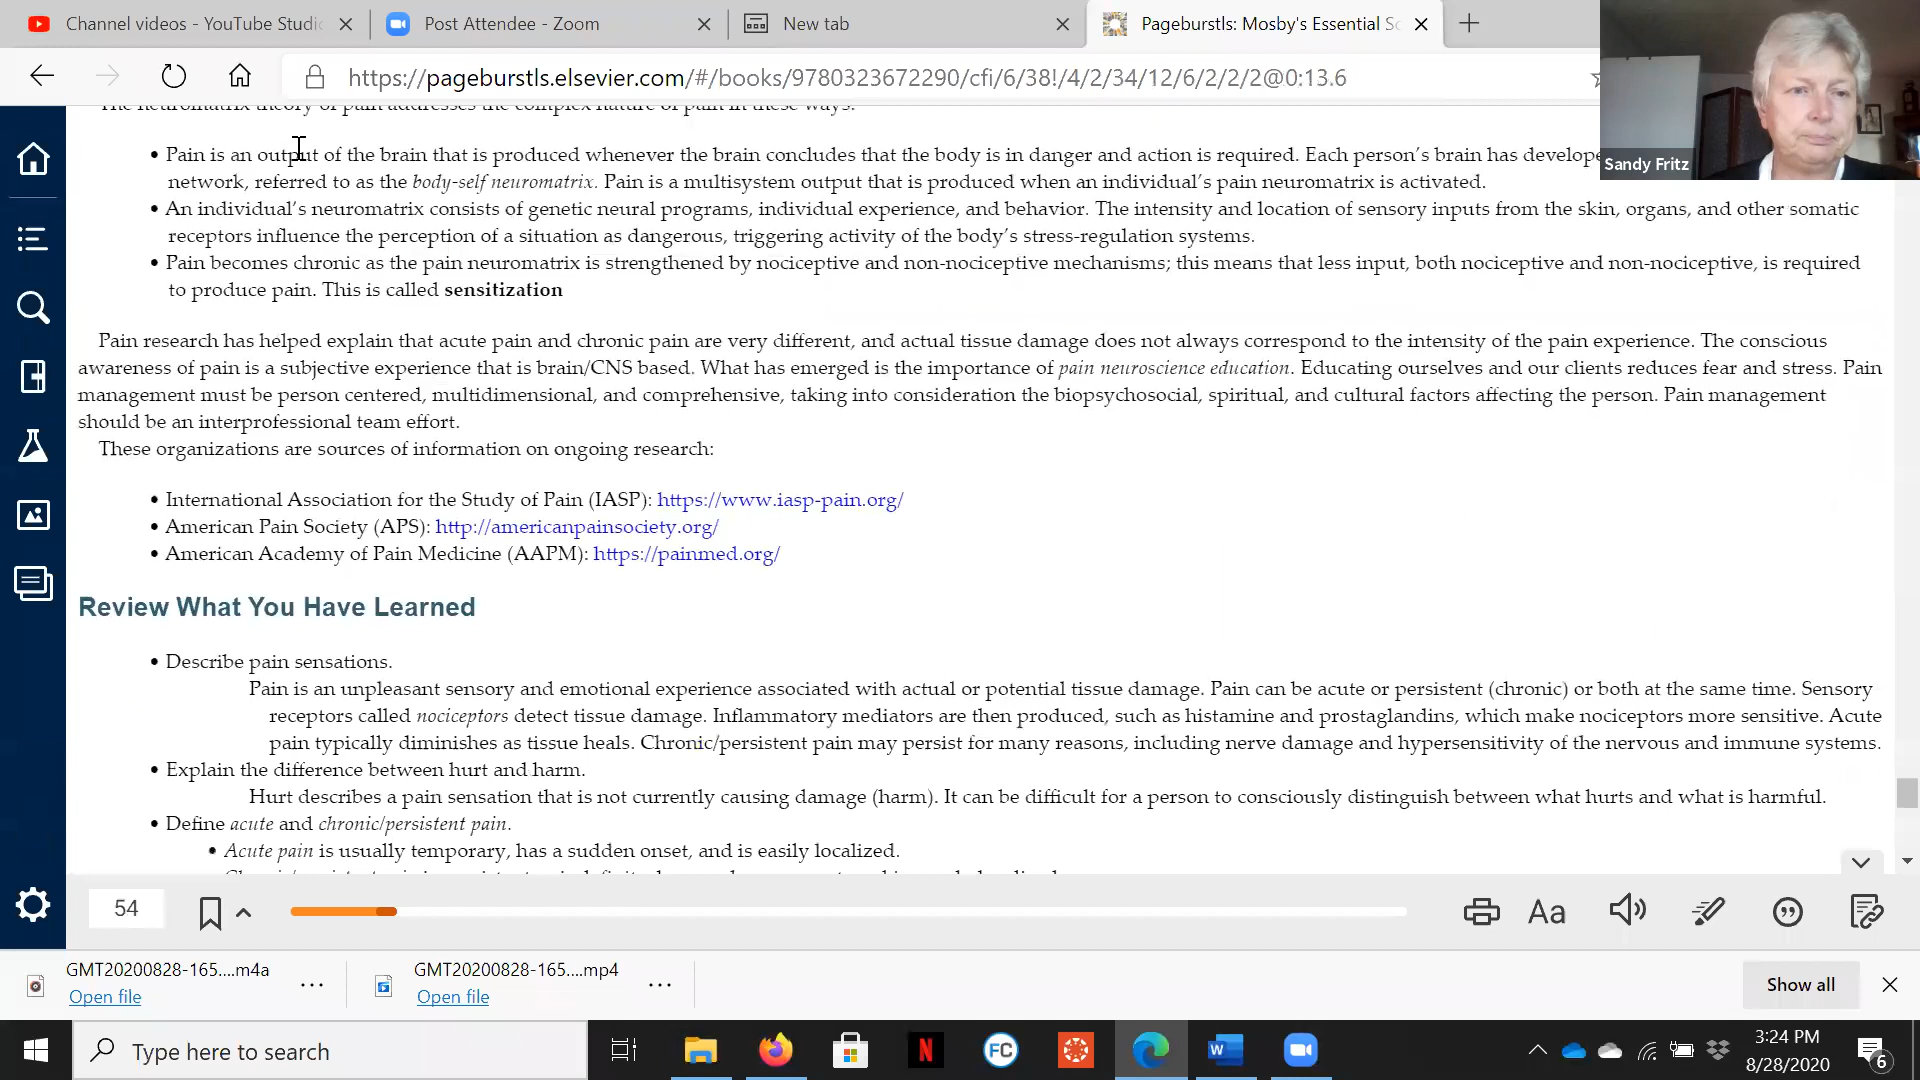 Channel videos - YouTube Studio
Post Attendee - Zoom
New tab
Pageburstls: Mosby's Essential Sc
https://pageburstls.elsevier.com/#/books/9780323672290/cfi/6/38!/4/2/34/12/6/2/2/2@0:13.6
Sandy Fritz
The neuromatrix theory of pain addresses the complex nature of pain in these ways:
• Pain is an output of the brain that is produced whenever the brain concludes that the body is in danger and action is required. Each person's brain has develope
network, referred to as the body-self neuromatrix. Pain is a multisystem output that is produced when an individual's pain neuromatrix is activated.
• An individual's neuromatrix consists of genetic neural programs, individual experience, and behavior. The intensity and location of sensory inputs from the skin, organs, and other somatic
receptors influence the perception of a situation as dangerous, triggering activity of the body's stress-regulation systems.
• Pain becomes chronic as the pain neuromatrix is strengthened by nociceptive and non-nociceptive mechanisms; this means that less input, both nociceptive and non-nociceptive, is required
to produce pain. This is called sensitization
Pain research has helped explain that acute pain and chronic pain are very different, and actual tissue damage does not always correspond to the intensity of the pain experience. The conscious
awareness of pain is a subjective experience that is brain/CNS based. What has emerged is the importance of pain neuroscience education. Educating ourselves and our clients reduces fear and stress. Pain
management must be person centered, multidimensional, and comprehensive, taking into consideration the biopsychosocial, spiritual, and cultural factors affecting the person. Pain management
should be an interprofessional team effort.
These organizations are sources of information on ongoing research:
• International Association for the Study of Pain (IASP): https://www.iasp-pain.org/
• American Pain Society (APS): http://americanpainsociety.org/
• American Academy of Pain Medicine (AAPM): https://painmed.org/
Review What You Have Learned
• Describe pain sensations.
Pain is an unpleasant sensory and emotional experience associated with actual or potential tissue damage. Pain can be acute or persistent (chronic) or both at the same time. Sensory
receptors called nociceptors detect tissue damage. Inflammatory mediators are then produced, such as histamine and prostaglandins, which make nociceptors more sensitive. Acute
pain typically diminishes as tissue heals. Chronic/persistent pain may persist for many reasons, including nerve damage and hypersensitivity of the nervous and immune systems.
• Explain the difference between hurt and harm.
Hurt describes a pain sensation that is not currently causing damage (harm). It can be difficult for a person to consciously distinguish between what hurts and what is harmful.
• Define acute and chronic/persistent pain.
• Acute pain is usually temporary, has a sudden onset, and is easily localized.
54
Aa
GMT20200828-165....m4a
Open file
GMT20200828-165....mp4
Open file
Show all
Type here to search
N
FC
W
3:24 PM
8/28/2020
6